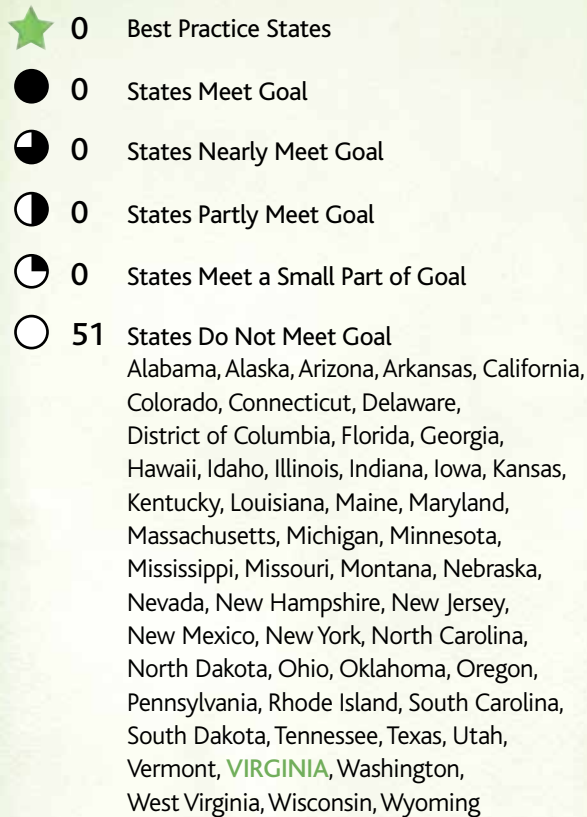 0 Best Practice States
0 States Meet Goal
0 States Nearly Meet Goal
0 States Partly Meet Goal
0 States Meet a Small Part of Goal
51 States Do Not Meet Goal
Alabama, Alaska, Arizona, Arkansas, California,
Colorado, Connecticut, Delaware,
District of Columbia, Florida, Georgia,
Hawaii, Idaho, Illinois, Indiana, Iowa, Kansas,
Kentucky, Louisiana, Maine, Maryland,
Massachusetts, Michigan, Minnesota,
Mississippi, Missouri, Montana, Nebraska,
Nevada, New Hampshire, New Jersey,
New Mexico, New York, North Carolina,
North Dakota, Ohio, Oklahoma, Oregon,
Pennsylvania, Rhode Island, South Carolina,
South Dakota, Tennessee, Texas, Utah,
Vermont, VIRGINIA, Washington,
West Virginia, Wisconsin, Wyoming